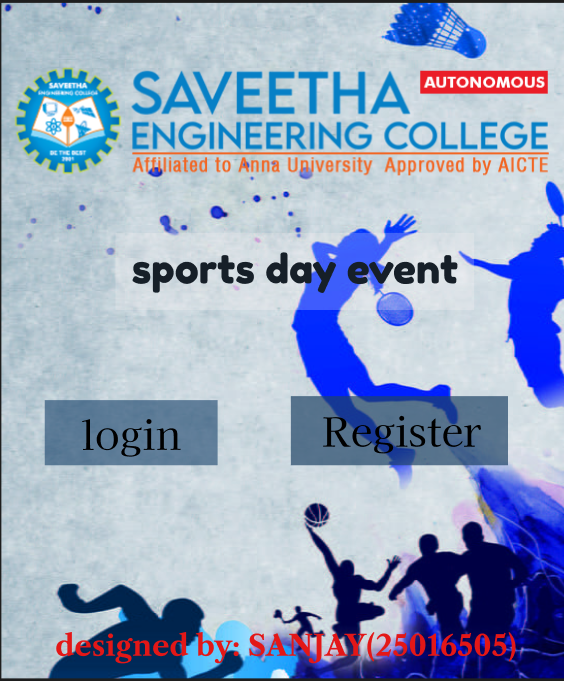 SAVEETHA
ENGINEERING COLLEGE
BE THE BEST
2001
SAVEETHA
AUTONOMOUS
ENGINEERING COLLEGE
Affiliated to Anna University Approved by AICTE
sports day event
login
Register
designed by: SANJAY(25016505)